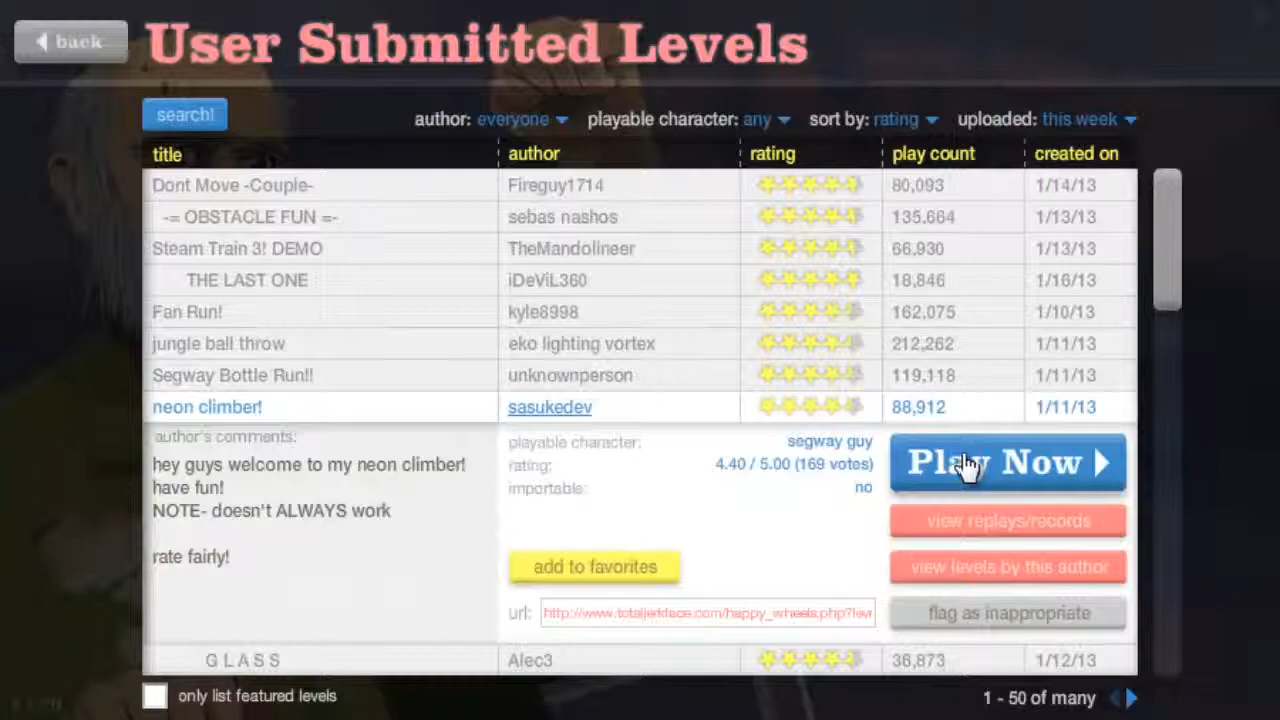 back
User Submitted Levels
search!
author: everyone playable character: any sort by: rating uploaded: this week
title author rating play count created on
Dont Move -Couple- Fireguy1714 80,093 1/14/13
-= OBSTACLE FUN =- sebas nashos 135,664 1/13/13
Steam Train 3! DEMO TheMandolineer 66,930 1/13/13
THE LAST ONE iDeViL360 18,846 1/16/13
Fan Run! kyle8998 162,075 1/10/13
jungle ball throw eko lighting vortex 212,262 1/11/13
Segway Bottle Run!! unknownperson 119,118 1/11/13
neon climber! sasukedev 88,912 1/11/13
author's comments:
hey guys welcome to my neon climber!
have fun!
NOTE- doesn't ALWAYS work
rate fairly!
playable character: segway guy
rating: 4.40 / 5.00 (169 votes)
importable: no
add to favorites
url: http://www.totaljerkface.com/happy_wheels.php?lev
Play Now
view replays/records
view levels by this author
flag as inappropriate
G L A S S Alec3 36,873 1/12/13
only list featured levels
1 - 50 of many